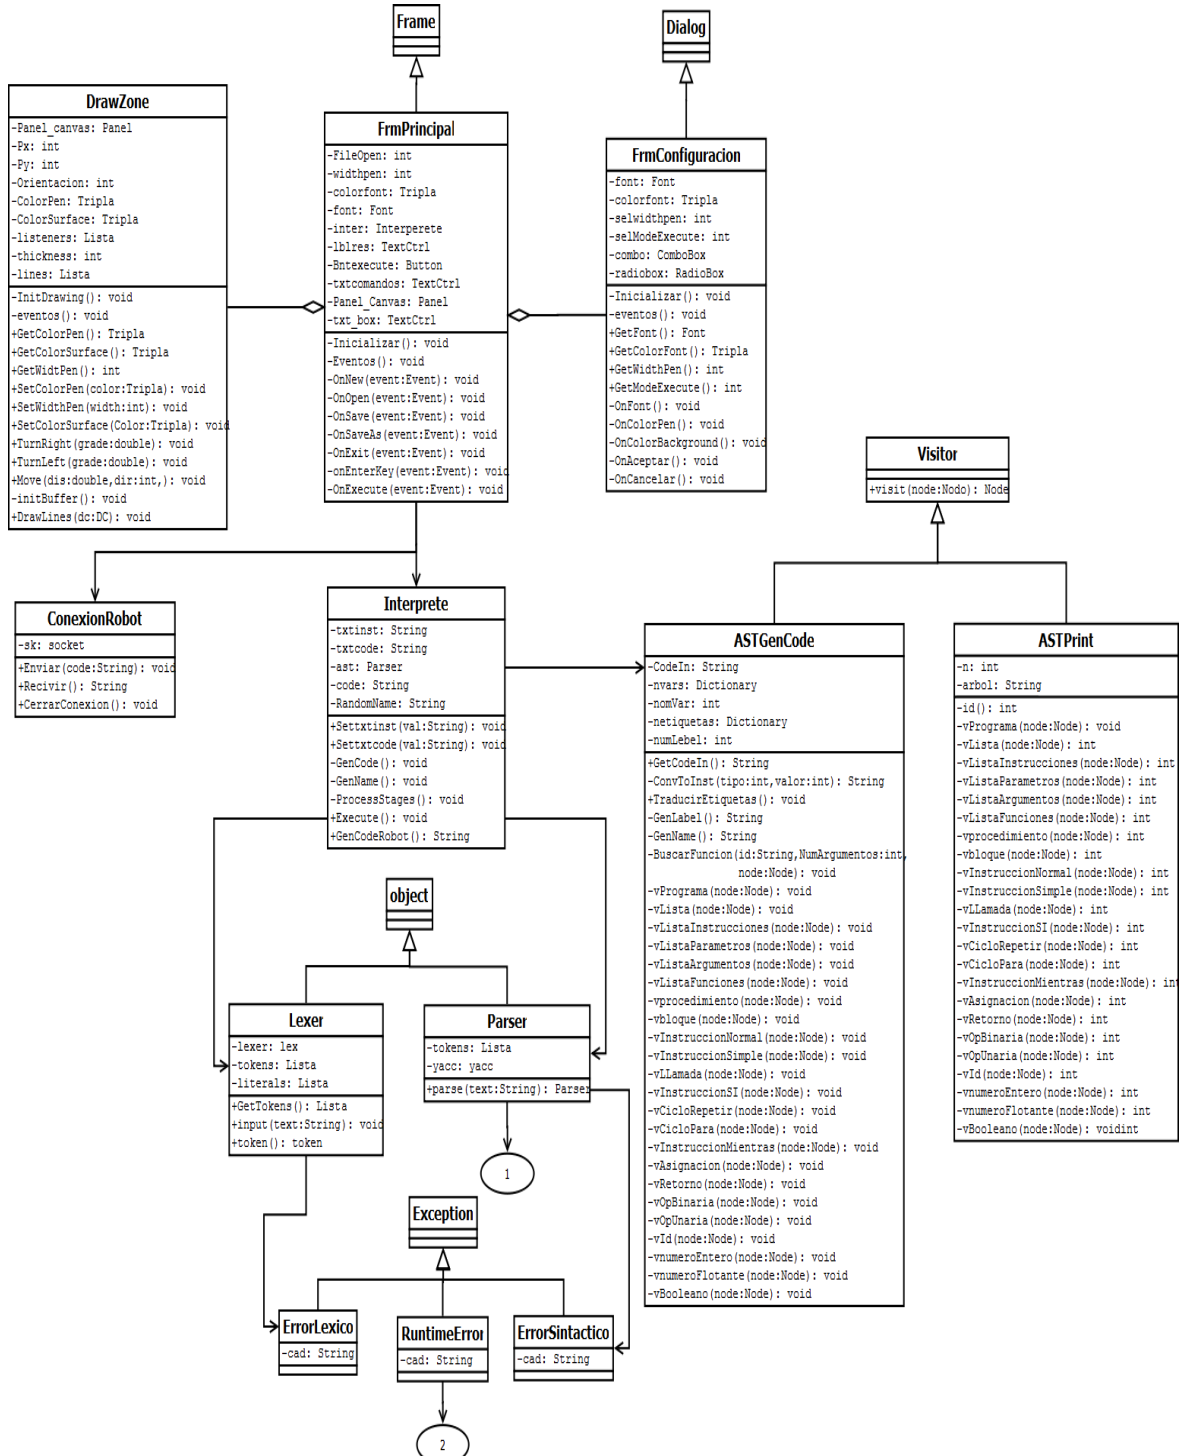 Frame
Dialog
DrawZone
-Panel_canvas: Panel
-Px: int
-Py: int
-Orientacion: int
-ColorPen: Tripla
-ColorSurface: Tripla
-listeners: Lista
-thickness: int
-lines: Lista
-InitDrawing(): void
-eventos(): void
+GetColorPen(): Tripla
+GetColorSurface(): Tripla
+GetWidtPen(): int
+SetColorPen(color:Tripla): void
+SetWidthPen(width:int): void
+SetColorSurface(Color:Tripla): void
+TurnRight(grade:double): void
+TurnLeft(grade:double): void
+Move(dis:double,dir:int,): void
-initBuffer(): void
+DrawLines(dc:DC): void
FrmPrincipal
-FileOpen: int
-widthpen: int
-colorfont: Tripla
-font: Font
-inter: Interperete
-lblres: TextCtrl
-Bntexecute: Button
-txtcomandos: TextCtrl
-Panel_Canvas: Panel
-txt_box: TextCtrl
-Inicializar(): void
-Eventos(): void
-OnNew(event:Event): void
-OnOpen(event:Event): void
-OnSave(event:Event): void
-OnSaveAs(event:Event): void
-OnExit(event:Event): void
-onEnterKey(event:Event): void
-OnExecute(event:Event): void
FrmConfiguracion
-font: Font
-colorfont: Tripla
-selwidthpen: int
-selModeExecute: int
-combo: ComboBox
-radiobox: RadioBox
-Inicializar(): void
-eventos(): void
+GetFont(): Font
+GetColorFont(): Tripla
+GetWidthPen(): int
+GetModeExecute(): int
-OnFont(): void
-OnColorPen(): void
-OnColorBackground(): void
-OnAceptar(): void
-OnCancelar(): void
Visitor
+visit(node:Nodo): Node
ConexionRobot
-sk: socket
+Enviar(code:String): void
+Recivir(): String
+CerrarConexion(): void
Interprete
-txtinst: String
-txtcode: String
-ast: Parser
-code: String
-RandomName: String
+Settxtinst(val:String): void
+Settxtcode(val:String): void
-GenCode(): void
-GenName(): void
-ProcessStages(): void
+Execute(): void
+GenCodeRobot(): String
ASTGenCode
-CodeIn: String
-nvars: Dictionary
-nomVar: int
-netiquetas: Dictionary
-numLebel: int
+GetCodeIn(): String
-ConvToInst(tipo:int,valor:int): String
+TraducirEtiquetas(): void
-GenLabel(): String
-GenName(): String
-BuscarFuncion(id:String,NumArgumentos:int,
node:Node): void
-vPrograma(node:Node): void
-vLista(node:Node): void
-vListaInstrucciones(node:Node): void
-vListaParametros(node:Node): void
-vListaArgumentos(node:Node): void
-vListaFunciones(node:Node): void
-vprocedimiento(node:Node): void
-vbloque(node:Node): void
-vInstruccionNormal(node:Node): void
-vInstruccionSimple(node:Node): void
-vLLamada(node:Node): void
-vInstruccionSI(node:Node): void
-vCicloRepetir(node:Node): void
-vCicloPara(node:Node): void
-vInstruccionMientras(node:Node): void
-vAsignacion(node:Node): void
-vRetorno(node:Node): void
-vOpBinaria(node:Node): void
-vOpUnaria(node:Node): void
-vId(node:Node): void
-vnumeroEntero(node:Node): void
-vnumeroFlotante(node:Node): void
-vBooleano(node:Node): void
ASTPrint
-n: int
-arbol: String
-id(): int
-vPrograma(node:Node): void
-vLista(node:Node): int
-vListaInstrucciones(node:Node): int
-vListaParametros(node:Node): int
-vListaArgumentos(node:Node): int
-vListaFunciones(node:Node): int
-vprocedimiento(node:Node): int
-vbloque(node:Node): int
-vInstruccionNormal(node:Node): int
-vInstruccionSimple(node:Node): int
-vLLamada(node:Node): int
-vInstruccionSI(node:Node): int
-vCicloRepetir(node:Node): int
-vCicloPara(node:Node): int
-vInstruccionMientras(node:Node): int
-vAsignacion(node:Node): int
-vRetorno(node:Node): int
-vOpBinaria(node:Node): int
-vOpUnaria(node:Node): int
-vId(node:Node): int
-vnumeroEntero(node:Node): int
-vnumeroFlotante(node:Node): int
-vBooleano(node:Node): voidint
object
Lexer
-lexer: lex
-tokens: Lista
-literals: Lista
+GetTokens(): Lista
+input(text:String): void
+token(): token
Parser
-tokens: Lista
-yacc: yacc
+parse(text:String): Parser
1
Exception
ErrorLexico
-cad: String
RuntimeError
-cad: String
ErrorSintactico
-cad: String
2